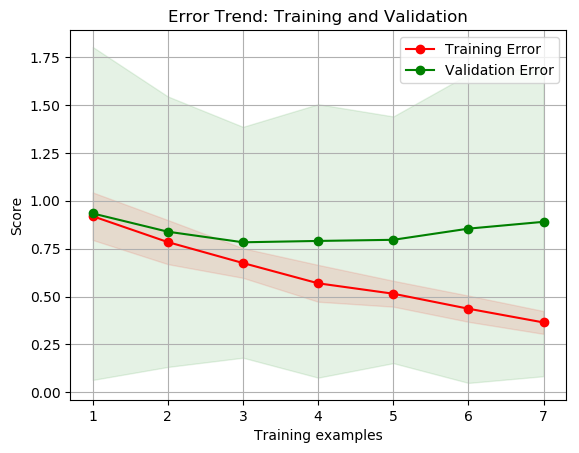 Error Trend: Training and Validation
Training Error
Validation Error
Score
1.75
1.50
1.25
1.00
0.75
0.50
0.25
0.00
1 2 3 4 5 6 7
Training examples